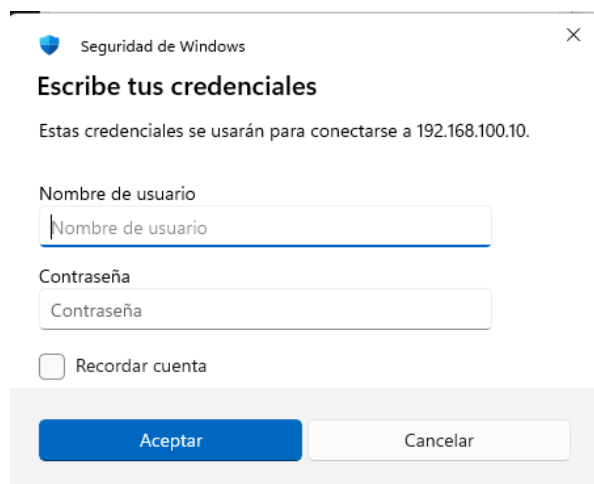 Seguridad de Windows
Escribe tus credenciales
Estas credenciales se usarán para conectarse a 192.168.100.10.
Nombre de usuario
Nombre de usuario
Contraseña
Contraseña
Recordar cuenta
Aceptar Cancelar